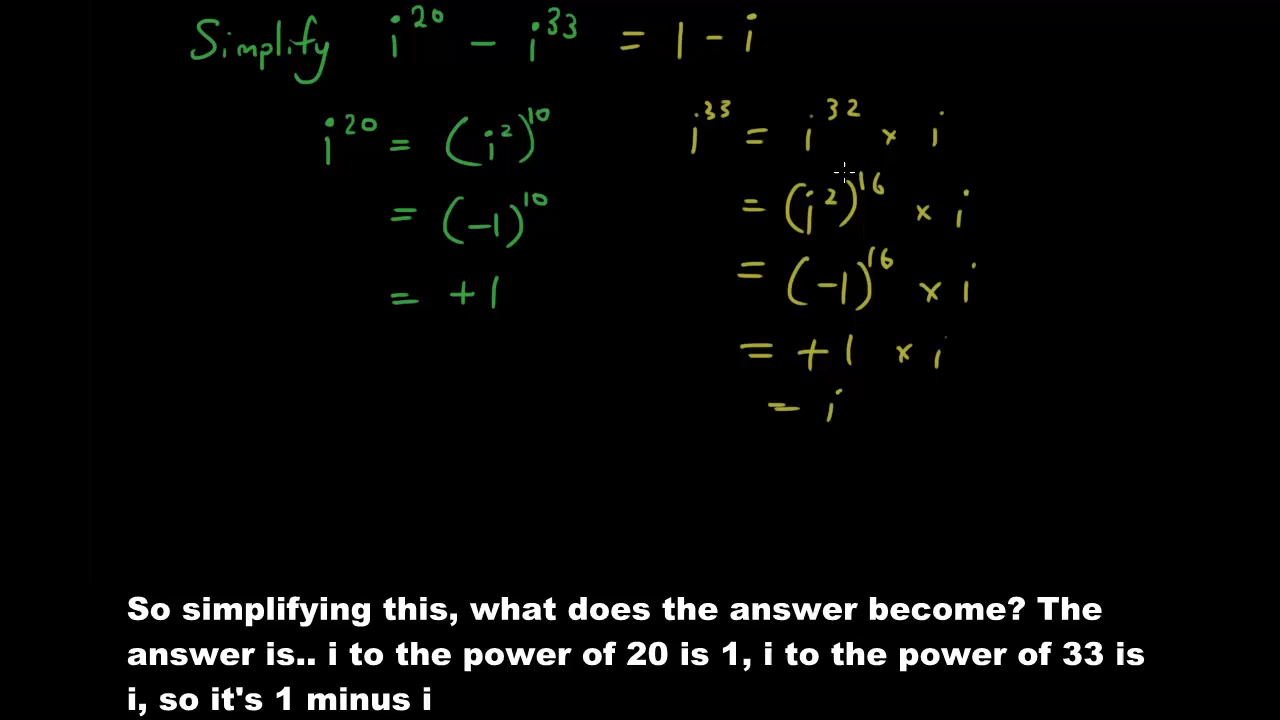 Simplify i²⁰ - i³³ = 1 - i
i²⁰ = (i²)¹⁰
= (-1)¹⁰
= +1
i³³ = i³² × i
= (i²)¹⁶ × i
= (-1)¹⁶ × i
= +1 × i
= i
So simplifying this, what does the answer become? The
answer is.. i to the power of 20 is 1, i to the power of 33 is
i, so it's 1 minus i